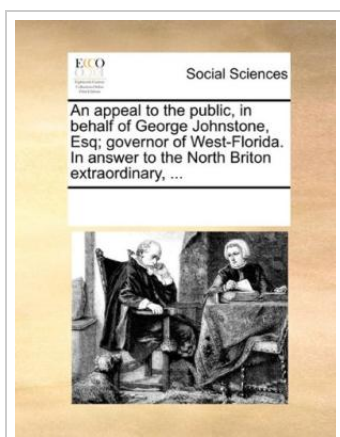 ECCO
Social Sciences
An appeal to the public, in
behalf of George Johnstone,
Esq; governor of West-Florida.
In answer to the North Briton
extraordinary, ...